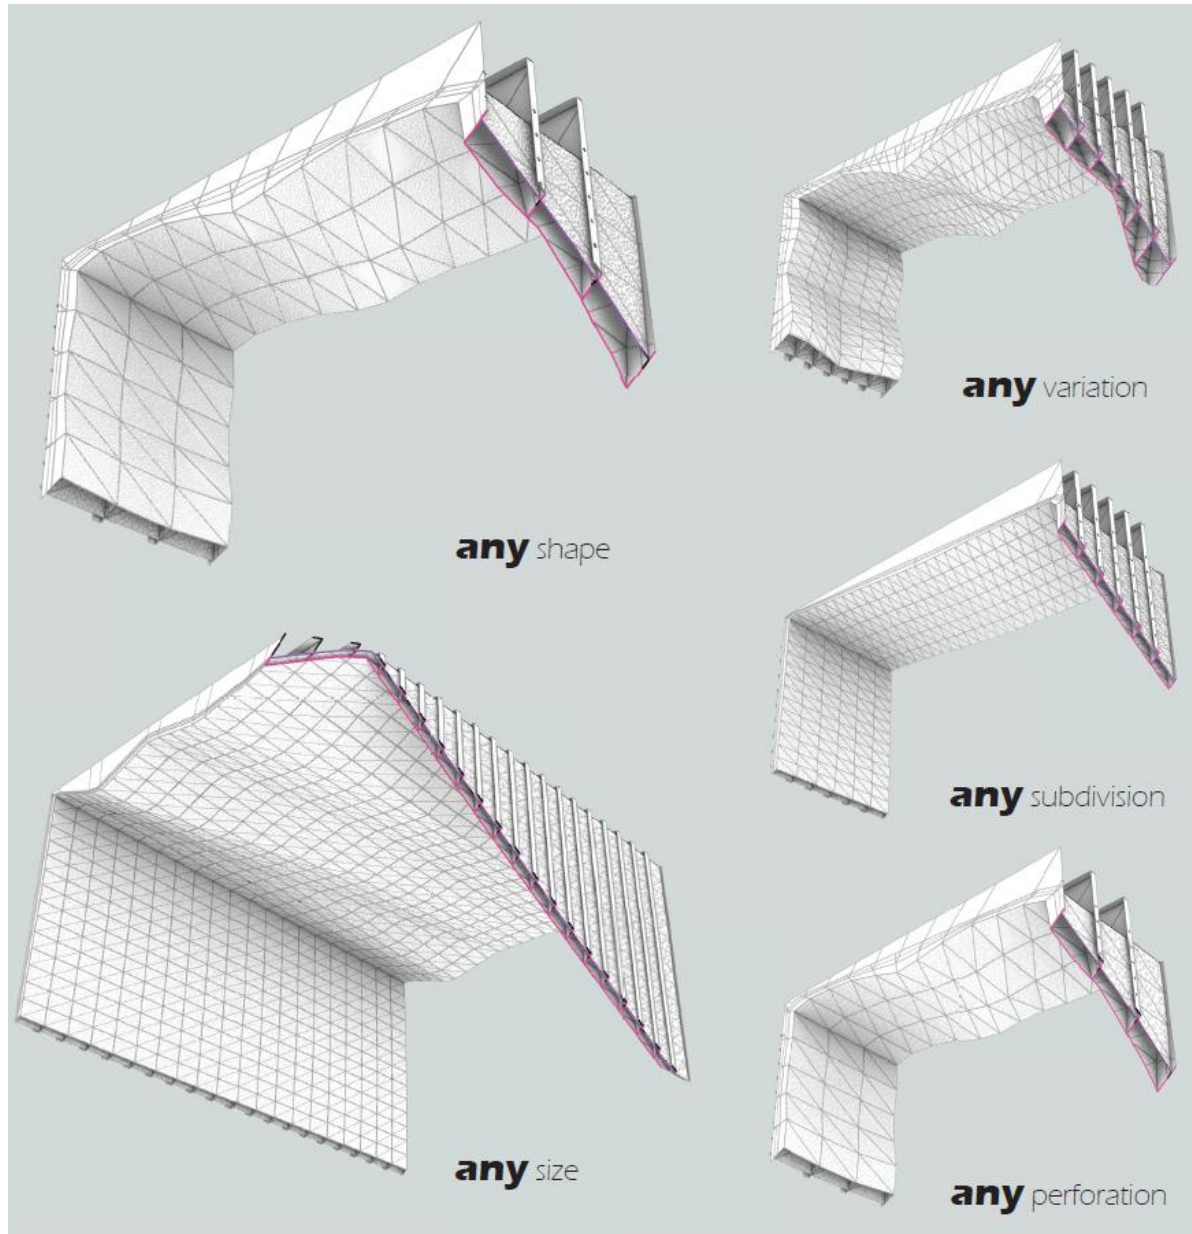 any shape
any variation
any subdivision
any size
any perforation